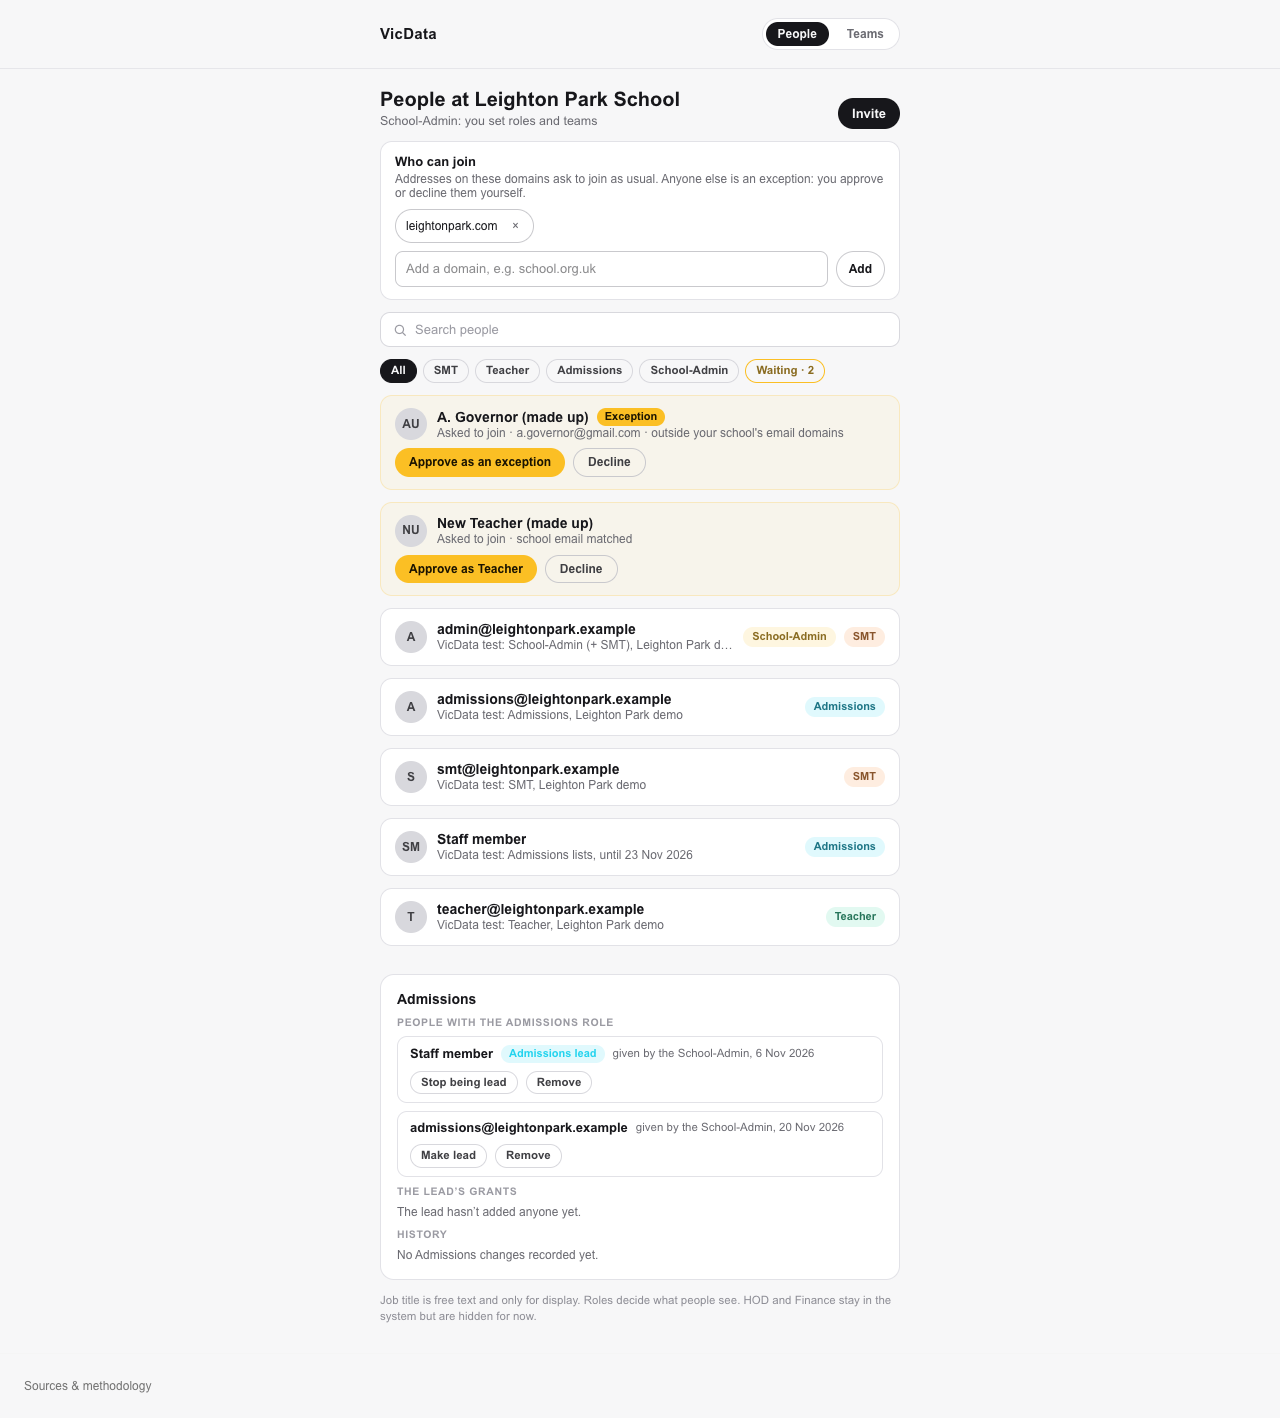 VicData
People
Teams
People at Leighton Park School
School-Admin: you set roles and teams
Invite
Who can join
Addresses on these domains ask to join as usual. Anyone else is an exception: you approve
or decline them yourself.
leightonpark.com ×
Add a domain, e.g. school.org.uk
Add
Search people
All
SMT
Teacher
Admissions
School-Admin
Waiting · 2
AU
A. Governor (made up) Exception
Asked to join · a.governor@gmail.com · outside your school's email domains
Approve as an exception
Decline
NU
New Teacher (made up)
Asked to join · school email matched
Approve as Teacher
Decline
A
admin@leightonpark.example
VicData test: School-Admin (+ SMT), Leighton Park d…
School-Admin
SMT
A
admissions@leightonpark.example
VicData test: Admissions, Leighton Park demo
Admissions
S
smt@leightonpark.example
VicData test: SMT, Leighton Park demo
SMT
SM
Staff member
VicData test: Admissions lists, until 23 Nov 2026
Admissions
T
teacher@leightonpark.example
VicData test: Teacher, Leighton Park demo
Teacher
Admissions
PEOPLE WITH THE ADMISSIONS ROLE
Staff member Admissions lead given by the School-Admin, 6 Nov 2026
Stop being lead
Remove
admissions@leightonpark.example given by the School-Admin, 20 Nov 2026
Make lead
Remove
THE LEAD'S GRANTS
The lead hasn't added anyone yet.
HISTORY
No Admissions changes recorded yet.
Job title is free text and only for display. Roles decide what people see. HOD and Finance stay in the
system but are hidden for now.
Sources & methodology